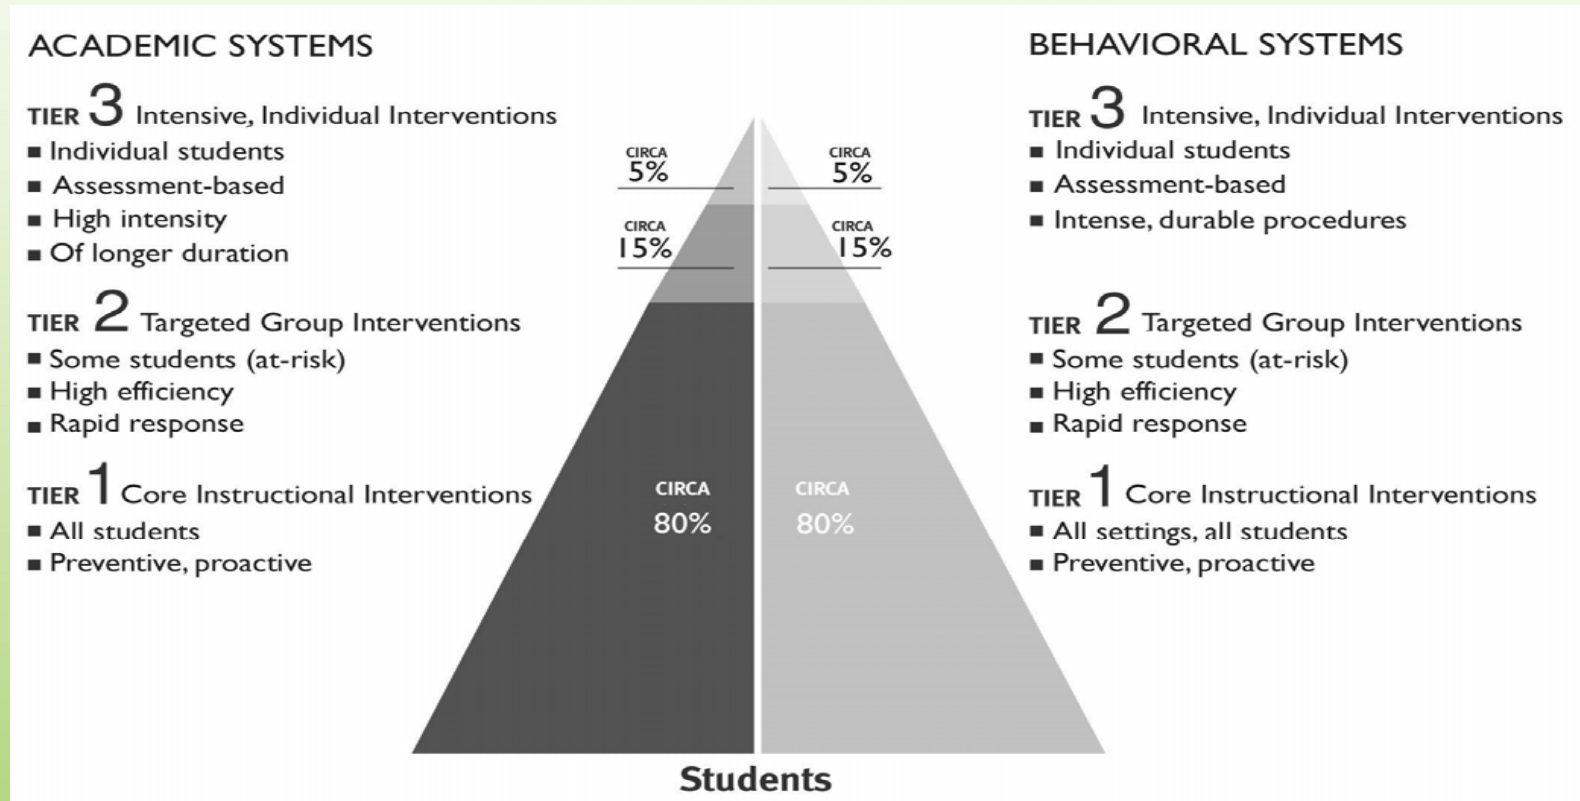 ACADEMIC SYSTEMS
TIER 3 Intensive, Individual Interventions
■ Individual students
■ Assessment-based
■ High intensity
■ Of longer duration
TIER 2 Targeted Group Interventions
■ Some students (at-risk)
■ High efficiency
■ Rapid response
TIER 1 Core Instructional Interventions
■ All students
■ Preventive, proactive
CIRCA
5%
CIRCA
5%
CIRCA
15%
CIRCA
15%
CIRCA
80%
CIRCA
80%
Students
BEHAVIORAL SYSTEMS
TIER 3 Intensive, Individual Interventions
■ Individual students
■ Assessment-based
■ Intense, durable procedures
TIER 2 Targeted Group Interventions
■ Some students (at-risk)
■ High efficiency
■ Rapid response
TIER 1 Core Instructional Interventions
■ All settings, all students
■ Preventive, proactive